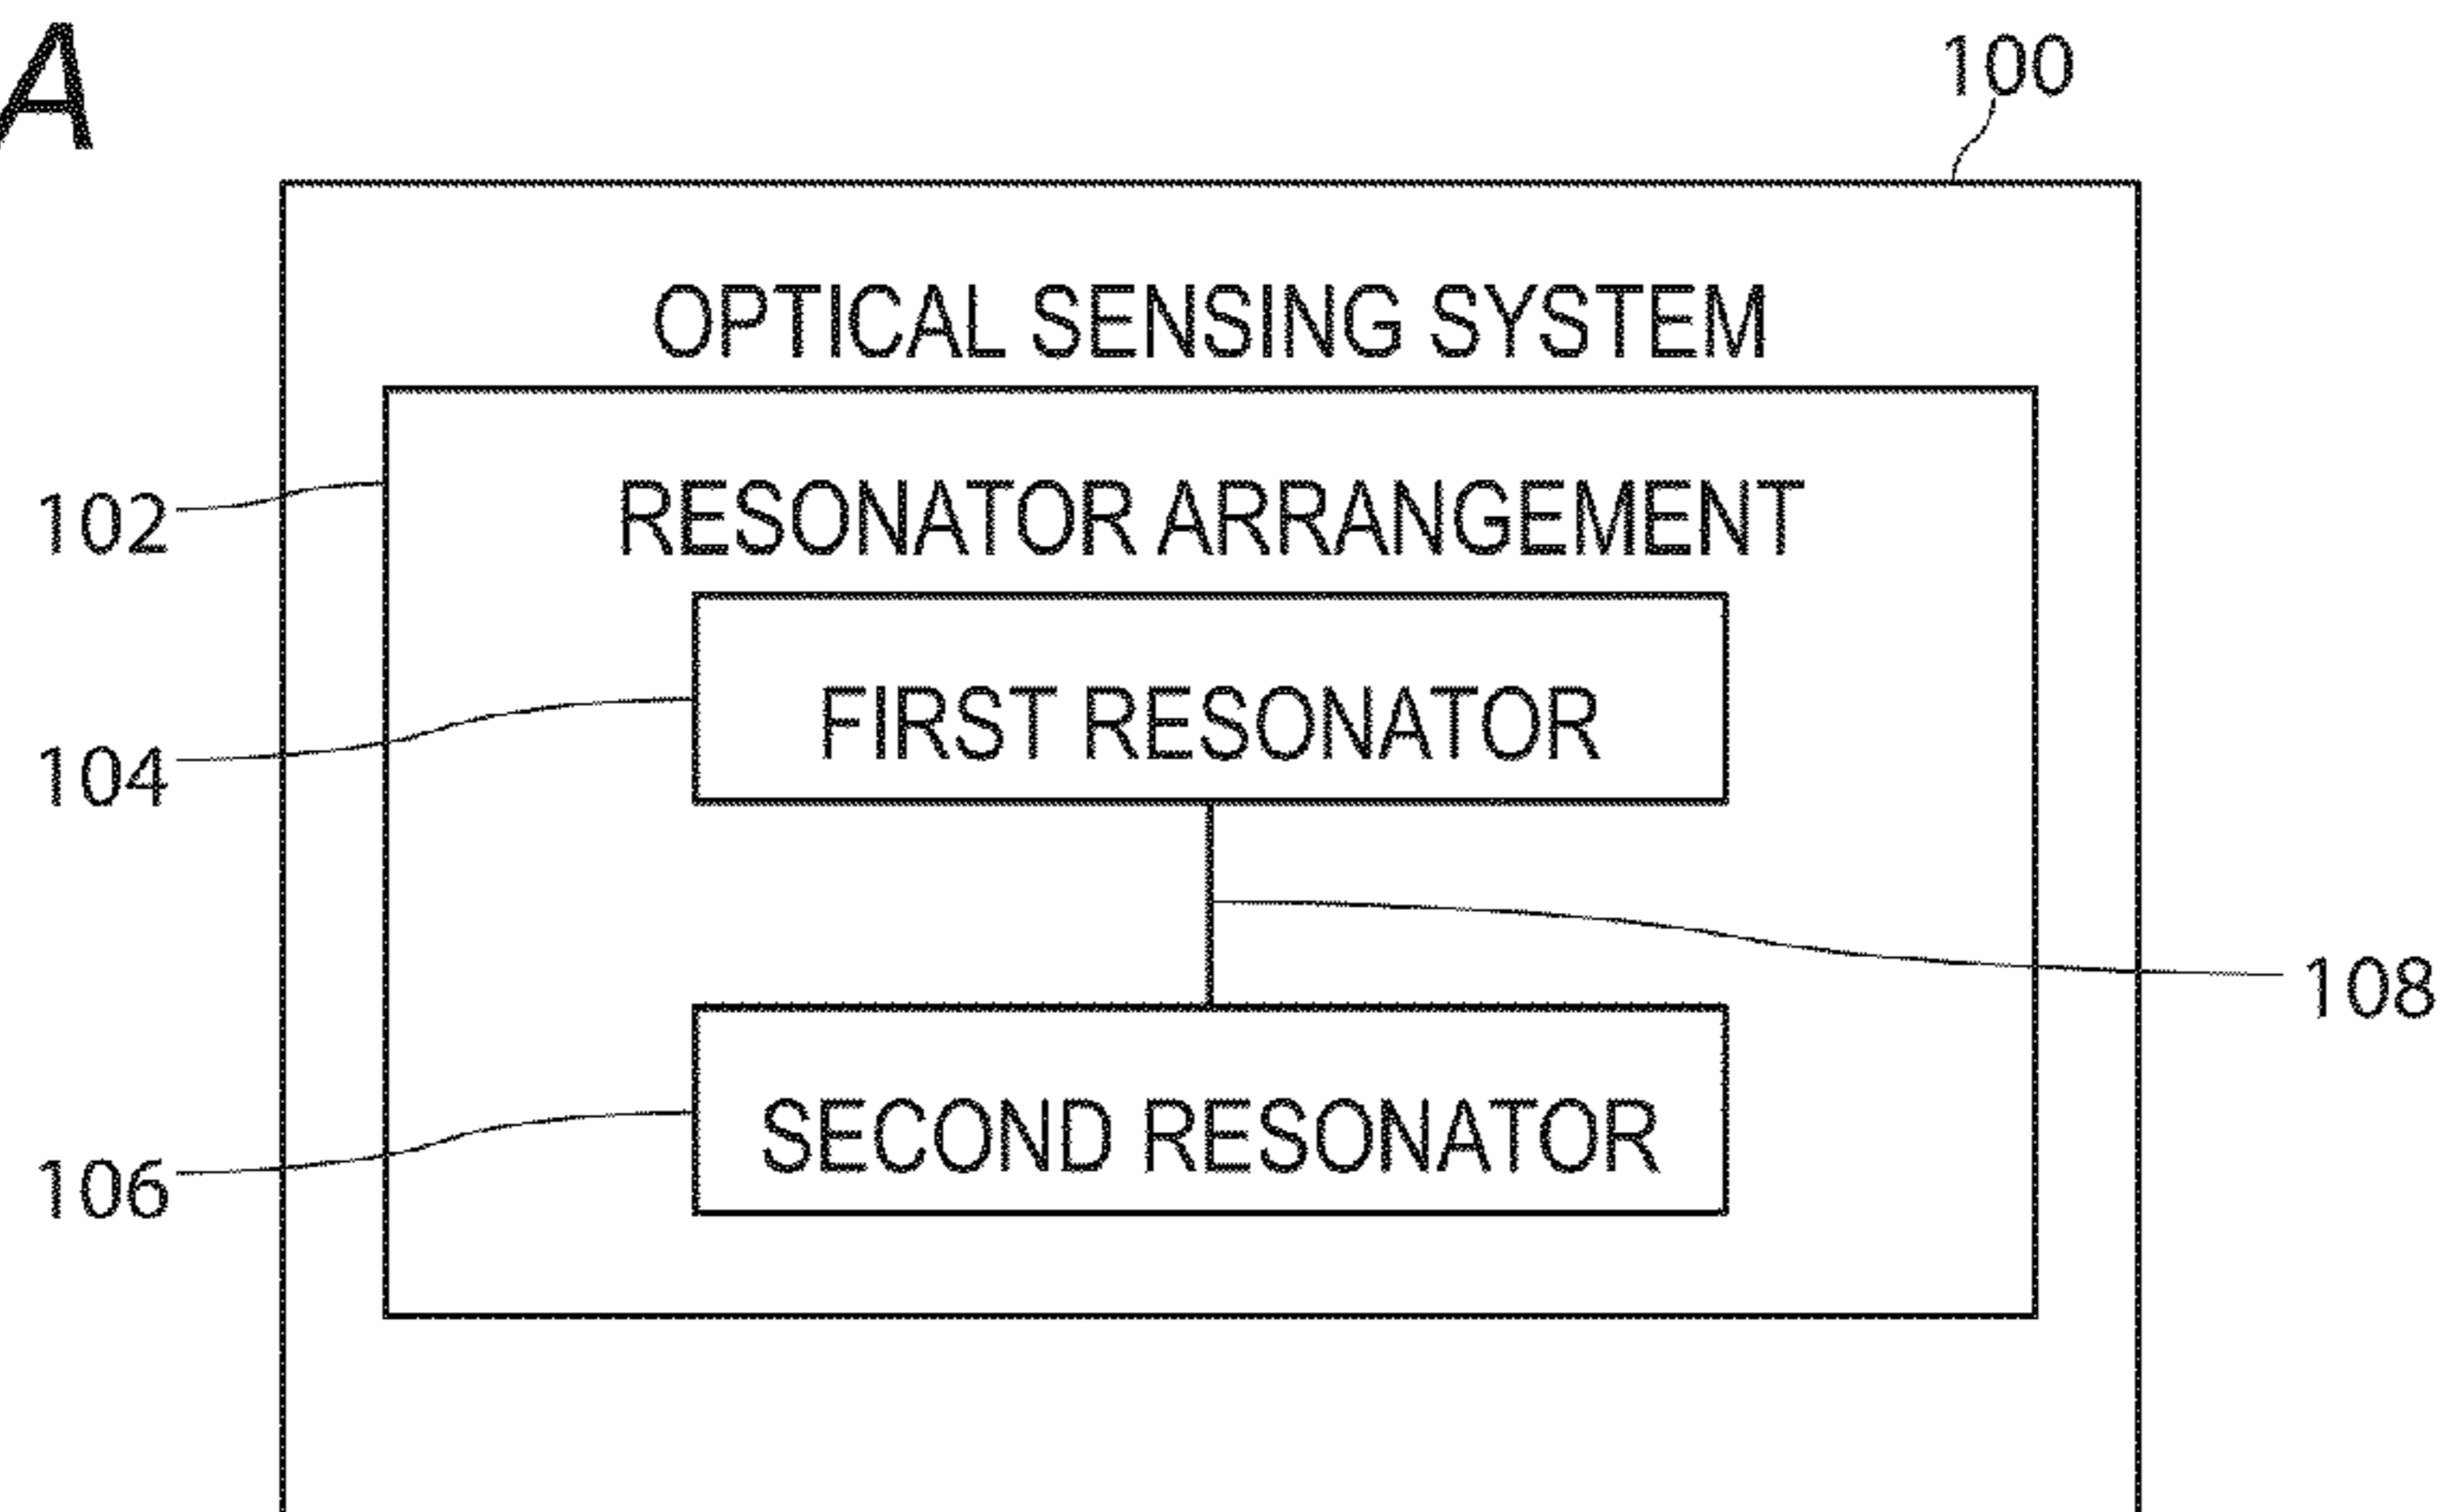 A
100
OPTICAL SENSING SYSTEM
102
RESONATOR ARRANGEMENT
104
FIRST RESONATOR
108
106
SECOND RESONATOR